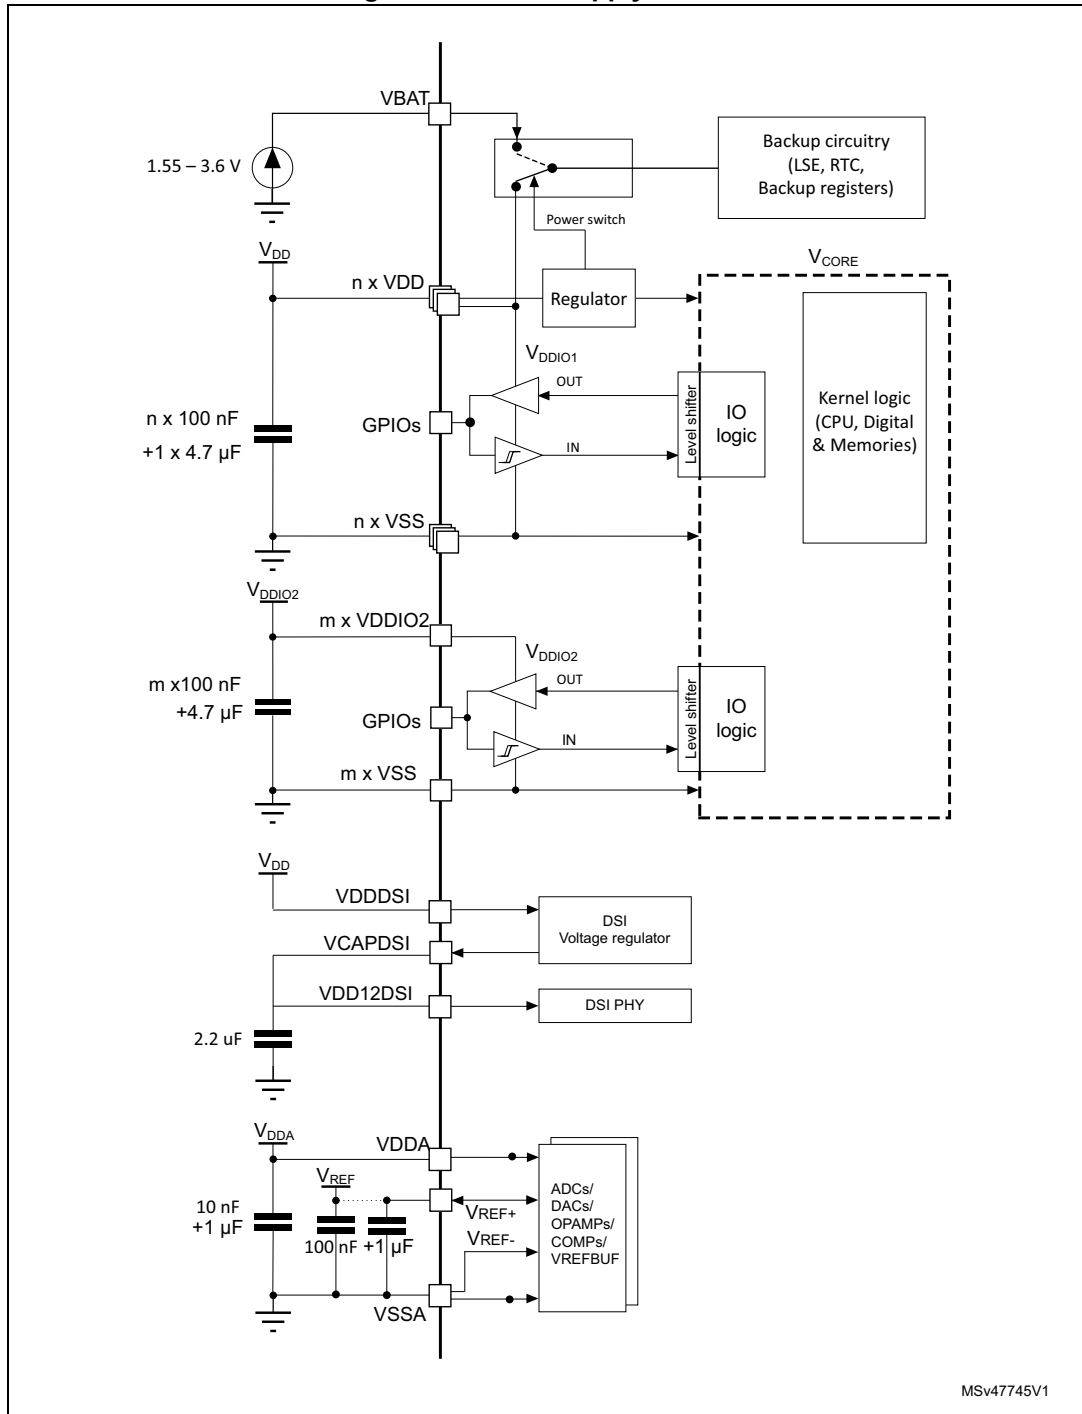 VBAT
1.55 – 3.6 V
Backup circuitry
(LSE, RTC,
Backup registers)
Power switch
VDD
n x VDD
Regulator
VCORE
VDDIO1
OUT
GPIOs
IN
Level shifter
IO
logic
Kernel logic
(CPU, Digital
& Memories)
n x 100 nF
+1 x 4.7 µF
n x VSS
VDDIO2
m x VDDIO2
VDDIO2
OUT
m x100 nF
+4.7 µF
GPIOs
IN
Level shifter
IO
logic
m x VSS
VDD
VDDDSI
DSI
Voltage regulator
VCAPDSI
VDD12DSI
DSI PHY
2.2 uF
VDDA
VDDA
VREF
10 nF
+1 µF
100 nF +1 µF
VREF+
VREF-
ADCs/
DACs/
OPAMPs/
COMPs/
VREFBUF
VSSA
MSv47745V1